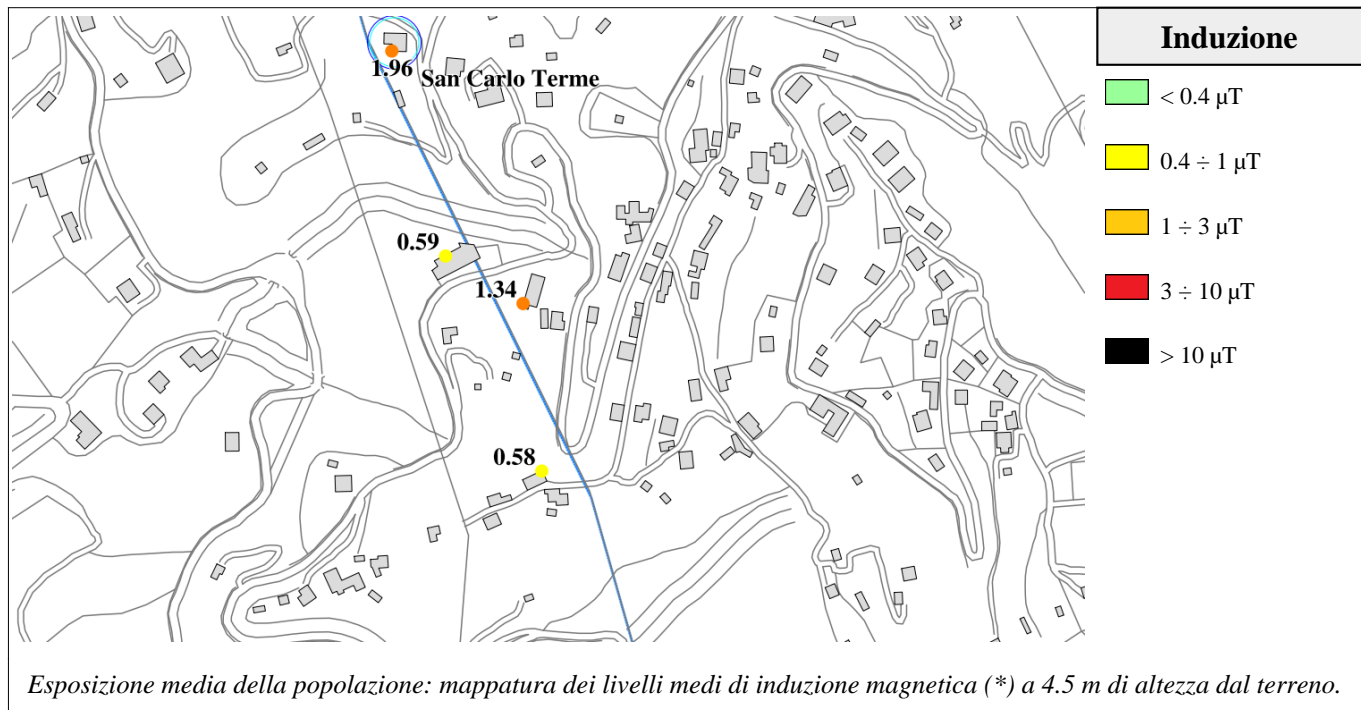 Induzione
< 0.4 µT
0.4 ÷ 1 µT
1 ÷ 3 µT
3 ÷ 10 µT
> 10 µT
1.96
San Carlo Terme
0.59
1.34
0.58
Esposizione media della popolazione: mappatura dei livelli medi di induzione magnetica (*) a 4.5 m di altezza dal terreno.